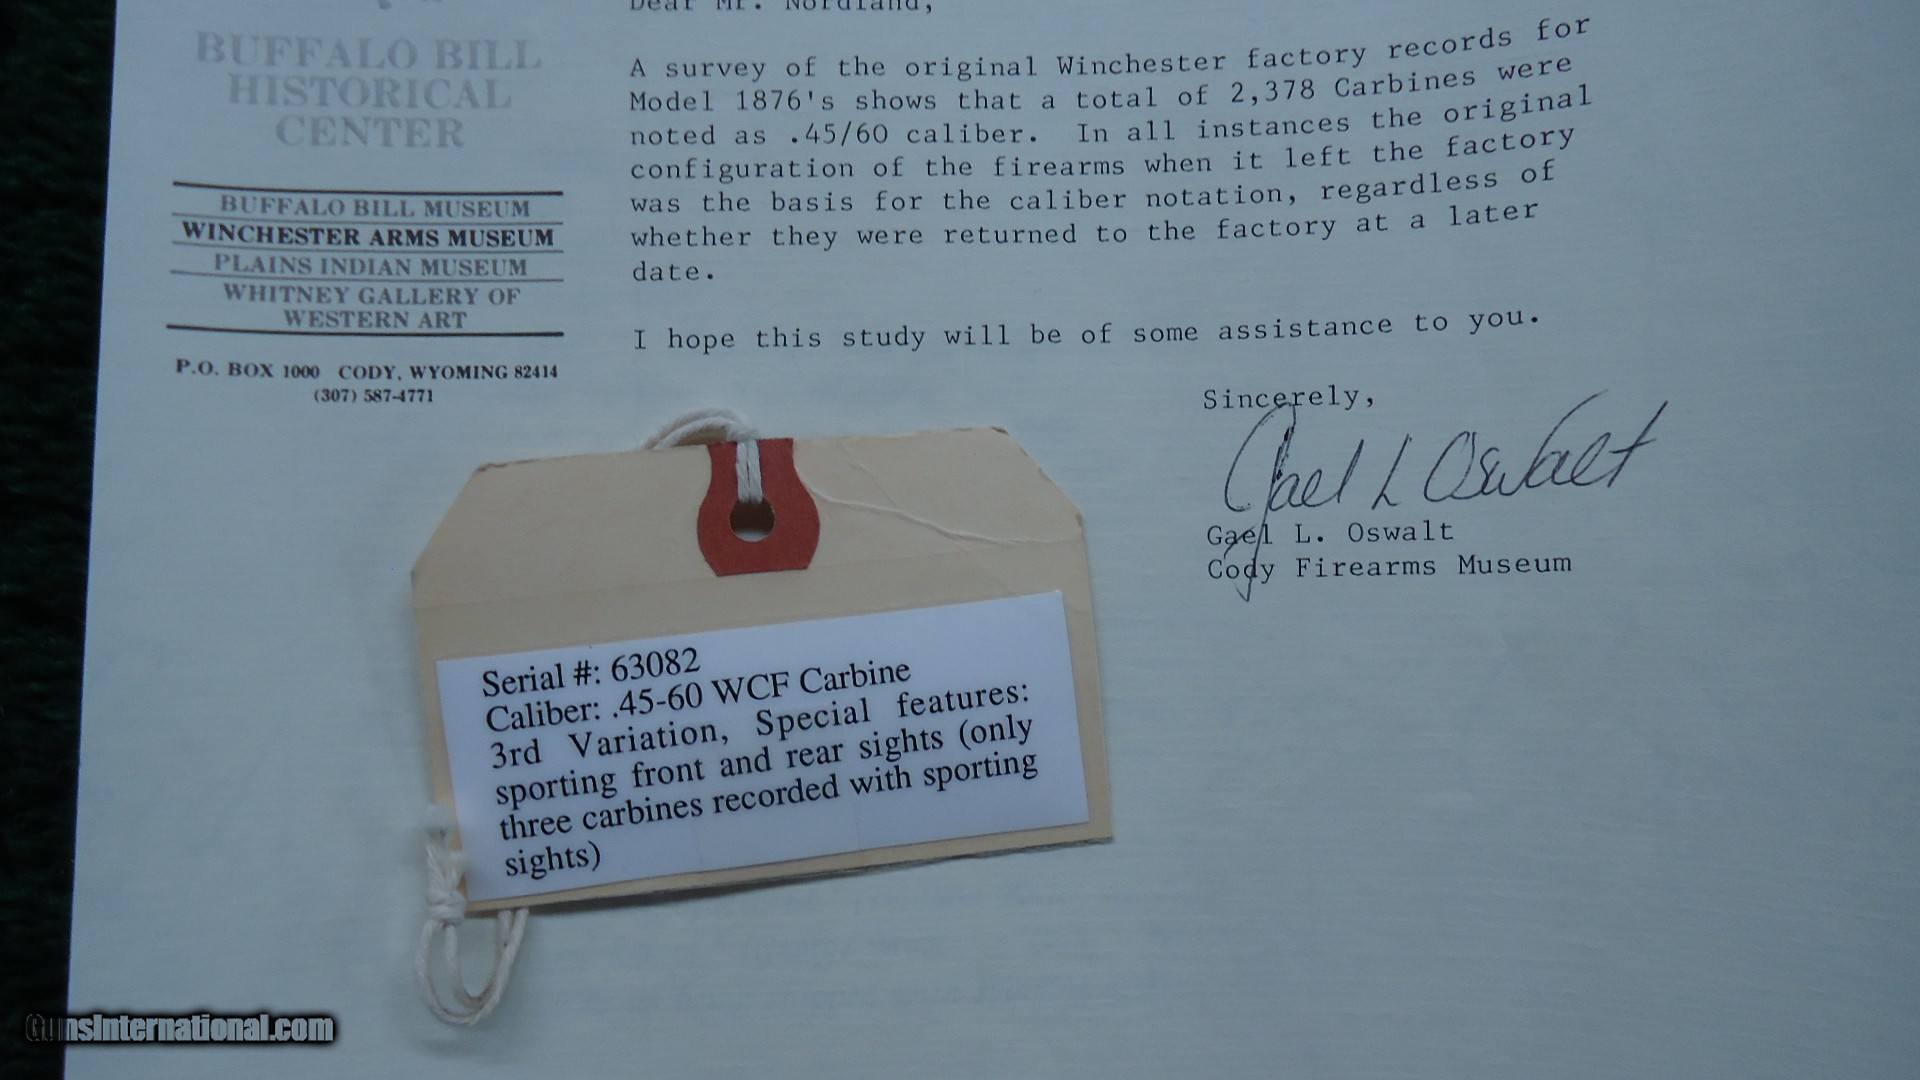 BUFFALO BILL
HISTORICAL
CENTER
BUFFALO BILL MUSEUM
WINCHESTER ARMS MUSEUM
PLAINS INDIAN MUSEUM
WHITNEY GALLERY OF
WESTERN ART
P.O. BOX 1000 CODY, WYOMING 82414
(307) 587-4771
Dear Mr. Nordland,
A survey of the original Winchester factory records for
Model 1876's shows that a total of 2,378 Carbines were
noted as .45/60 caliber. In all instances the original
configuration of the firearms when it left the factory
was the basis for the caliber notation, regardless of
whether they were returned to the factory at a later
date.
I hope this study will be of some assistance to you.
Sincerely,
Gael L Oswalt
Gael L. Oswalt
Cody Firearms Museum
Serial #: 63082
Caliber: .45-60 WCF Carbine
3rd Variation, Special features:
sporting front and rear sights (only
three carbines recorded with sporting
sights)
GunsInternational.com